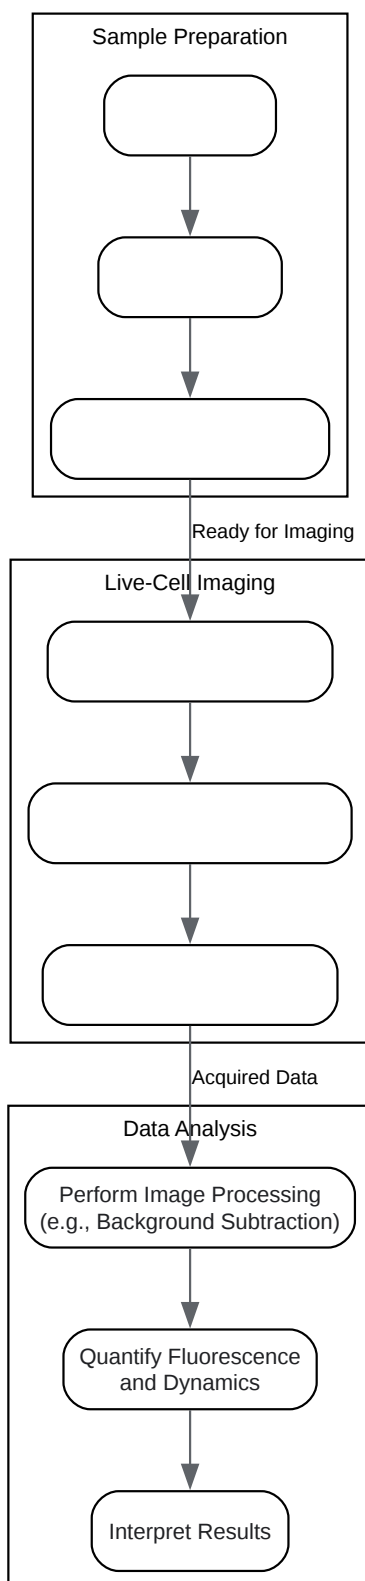 Sample Preparation
Ready for Imaging
Live-Cell Imaging
Acquired Data
Data Analysis
Perform Image Processing
(e.g., Background Subtraction)
Quantify Fluorescence
and Dynamics
Interpret Results